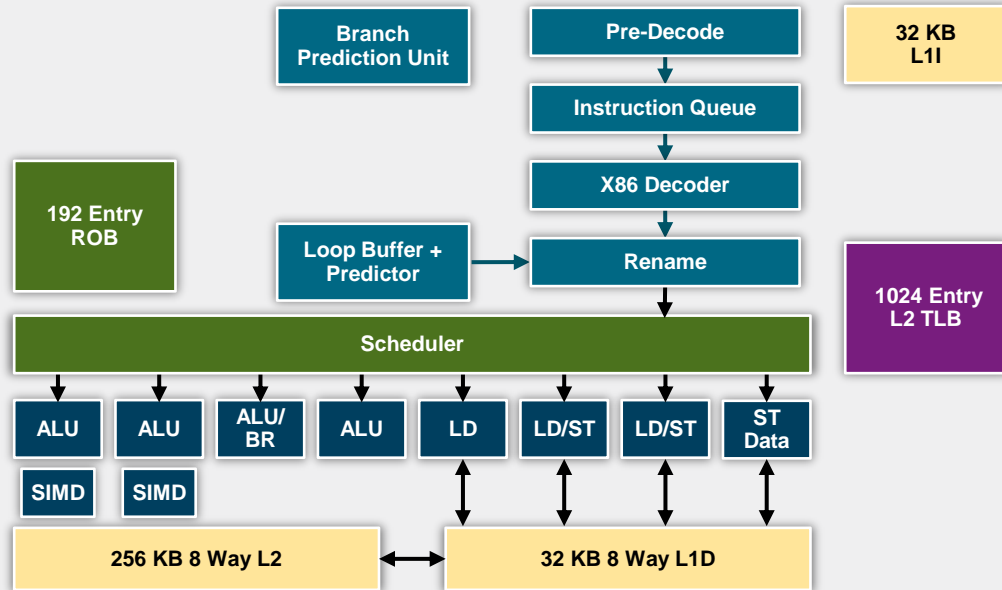 Branch
Prediction Unit
Pre-Decode
32 KB
L1I
Instruction Queue
X86 Decoder
192 Entry
ROB
Loop Buffer +
Predictor
Rename
1024 Entry
L2 TLB
Scheduler
ALU
ALU
ALU/
BR
ALU
LD
LD/ST
LD/ST
ST
Data
SIMD
SIMD
256 KB 8 Way L2
32 KB 8 Way L1D